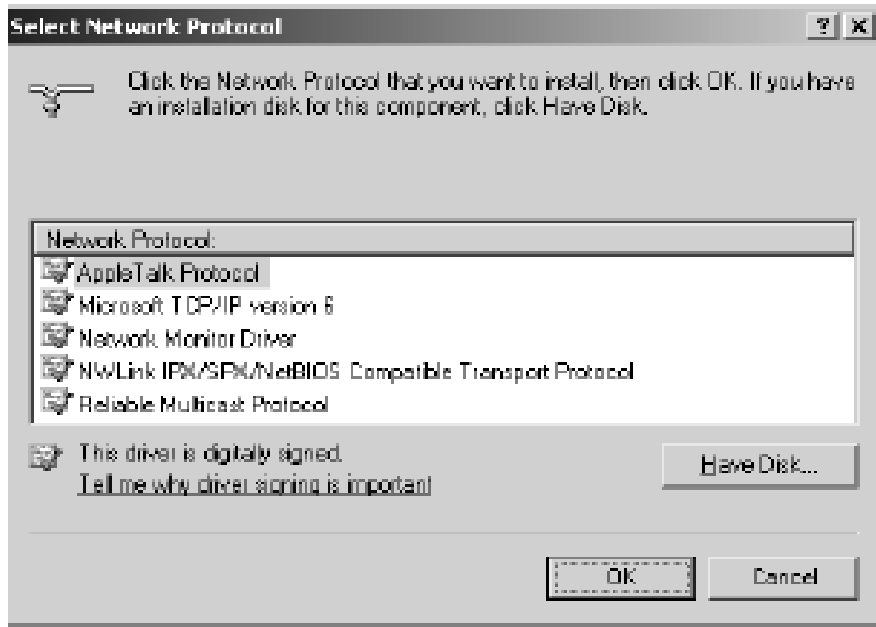 Select Network Protocol
Click the Network Protocol that you want to install, then click OK. If you have
an installation disk for this component, click Have Disk.
Network Protocol:
AppleTalk Protocol
Microsoft TCP/IP version 6
Network Monitor Driver
NWLink IPX/SPX/NetBIOS Compatible Transport Protocol
Reliable Multicast Protocol
This driver is digitally signed.
Tell me why driver signing is important
Have Disk...
OK
Cancel